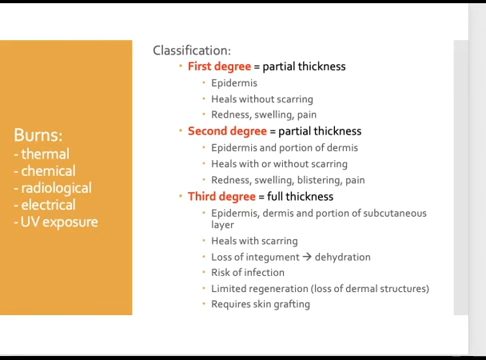 Burns:
- thermal
- chemical
- radiological
- electrical
- UV exposure
Classification:
• First degree = partial thickness
• Epidermis
• Heals without scarring
• Redness, swelling, pain
• Second degree = partial thickness
• Epidermis and portion of dermis
• Heals with or without scarring
• Redness, swelling, blistering, pain
• Third degree = full thickness
• Epidermis, dermis and portion of subcutaneous
layer
• Heals with scarring
• Loss of integument → dehydration
• Risk of infection
• Limited regeneration (loss of dermal structures)
• Requires skin grafting